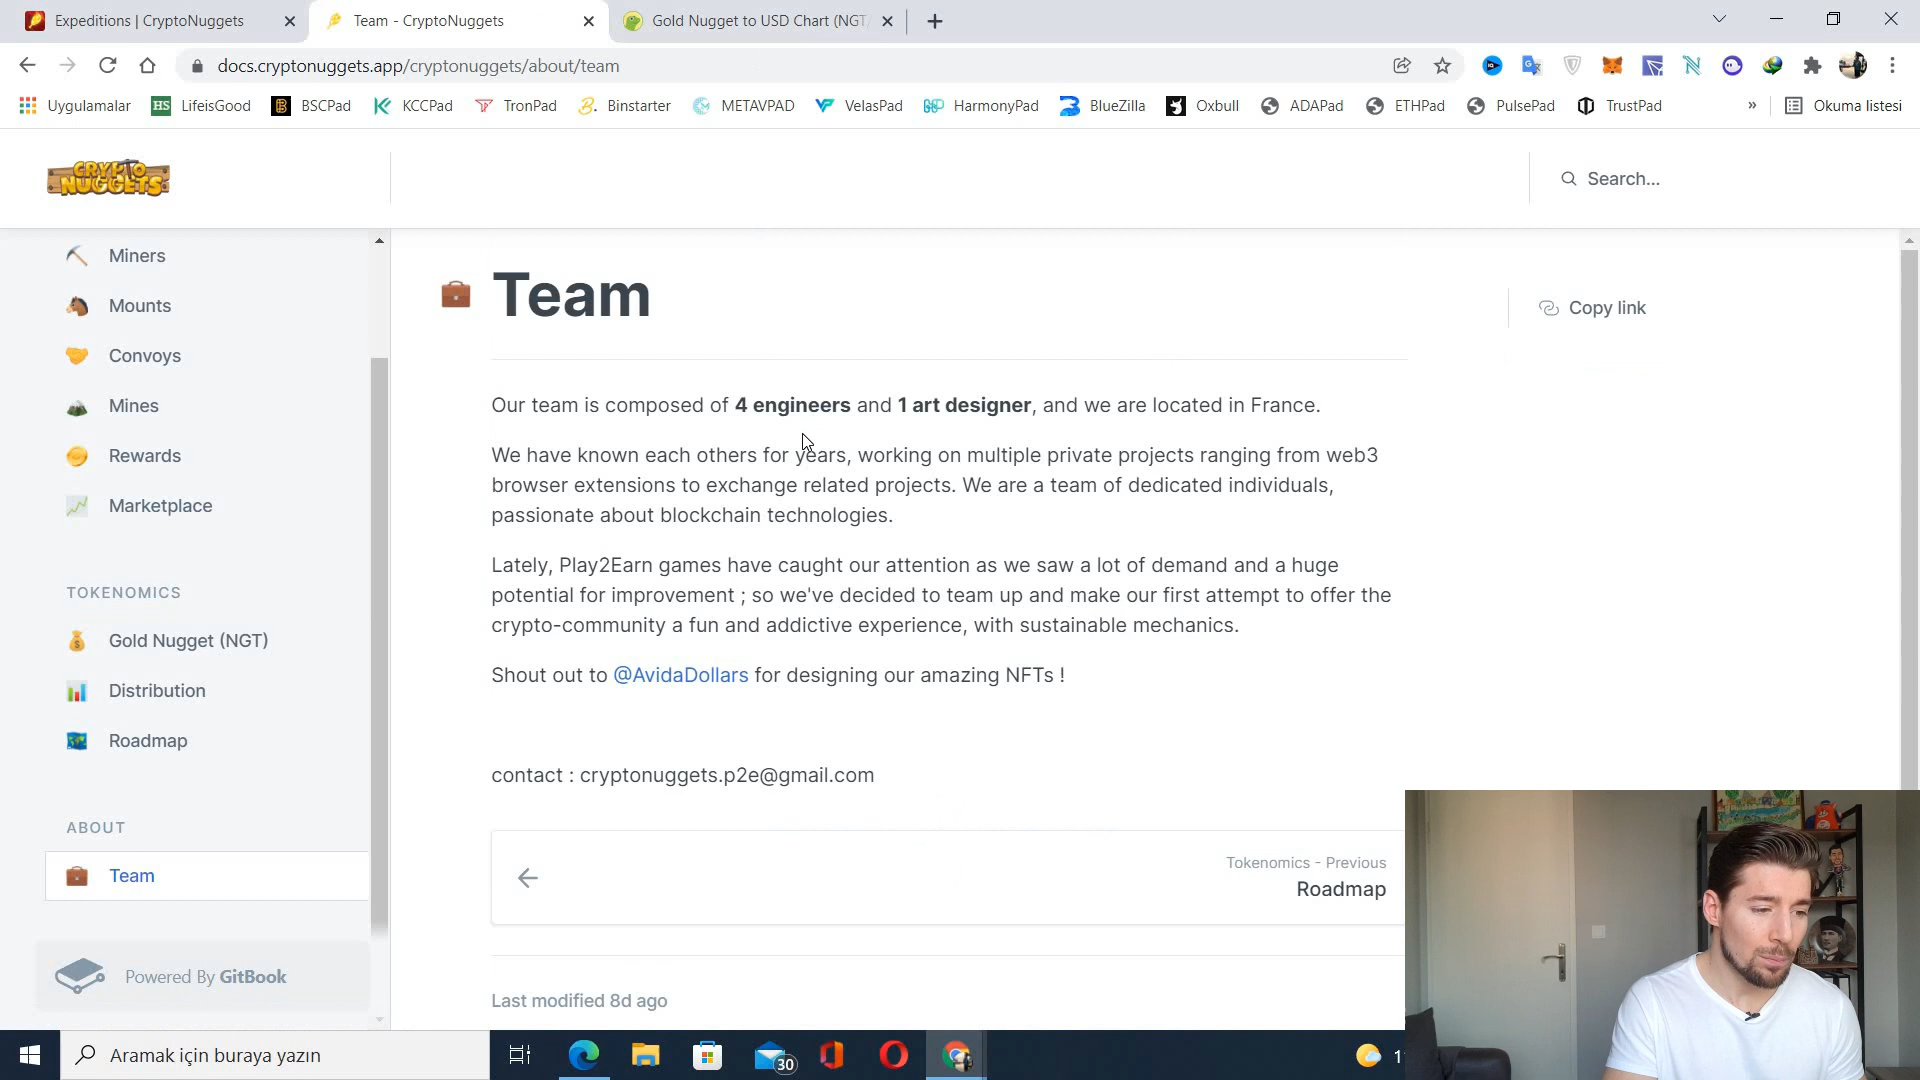 Expeditions | CryptoNuggets
Team - CryptoNuggets
Gold Nugget to USD Chart (NGT/
docs.cryptonuggets.app/cryptonuggets/about/team
Uygulamalar
HS LifeisGood
BSCPad
KCCPad
TronPad
Binstarter
METAVPAD
VelasPad
HarmonyPad
BlueZilla
Oxbull
ADAPad
ETHPad
PulsePad
TrustPad
»
Okuma listesi
CRYPTO
NUGGETS
Search...
Miners
Mounts
Convoys
Mines
Rewards
Marketplace
TOKENOMICS
Gold Nugget (NGT)
Distribution
Roadmap
ABOUT
Team
Powered By GitBook
Team
Copy link
Our team is composed of 4 engineers and 1 art designer, and we are located in France.
We have known each others for years, working on multiple private projects ranging from web3
browser extensions to exchange related projects. We are a team of dedicated individuals,
passionate about blockchain technologies.
Lately, Play2Earn games have caught our attention as we saw a lot of demand and a huge
potential for improvement ; so we've decided to team up and make our first attempt to offer the
crypto-community a fun and addictive experience, with sustainable mechanics.
Shout out to @AvidaDollars for designing our amazing NFTs !
contact : cryptonuggets.p2e@gmail.com
Tokenomics - Previous
Roadmap
Last modified 8d ago
Aramak için buraya yazın
30